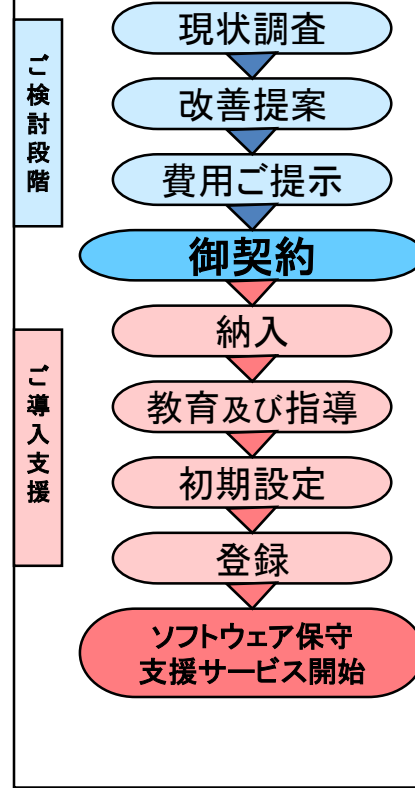 ご検討段階
現状調査
改善提案
費用ご提示
御契約
ご導入支援
納入
教育及び指導
初期設定
登録
ソフトウェア保守
支援サービス開始